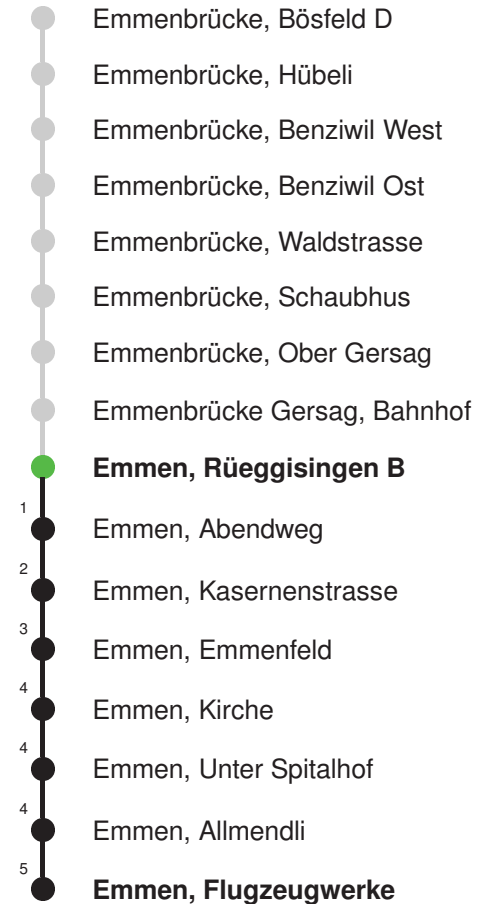 Emmenbrücke, Bösfeld D
Emmenbrücke, Hübeli
Emmenbrücke, Benziwil West
Emmenbrücke, Benziwil Ost
Emmenbrücke, Waldstrasse
Emmenbrücke, Schaubhus
Emmenbrücke, Ober Gersag
Emmenbrücke Gersag, Bahnhof
Emmen, Rüeggisingen B
1 Emmen, Abendweg
2 Emmen, Kasernenstrasse
3 Emmen, Emmenfeld
4 Emmen, Kirche
4 Emmen, Unter Spitalhof
4 Emmen, Allmendli
5 Emmen, Flugzeugwerke